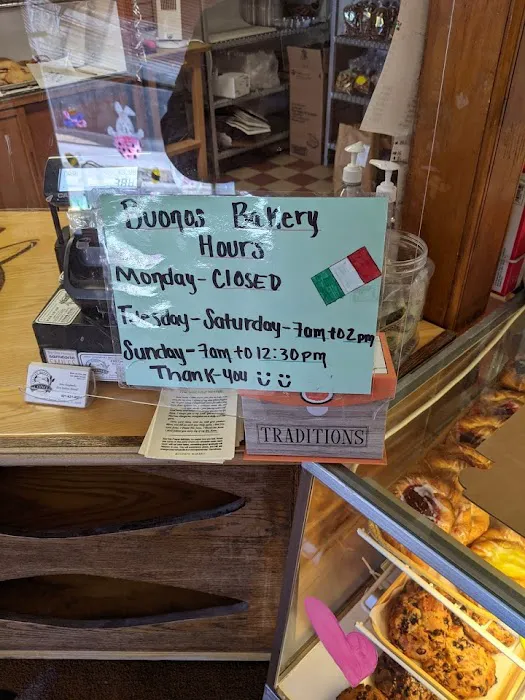 Buonos Bakery
Hours
Monday - CLOSED
Tuesday - Saturday - 7am to 2pm
Sunday - 7am to 12:30pm
Thank-you
TRADITIONS